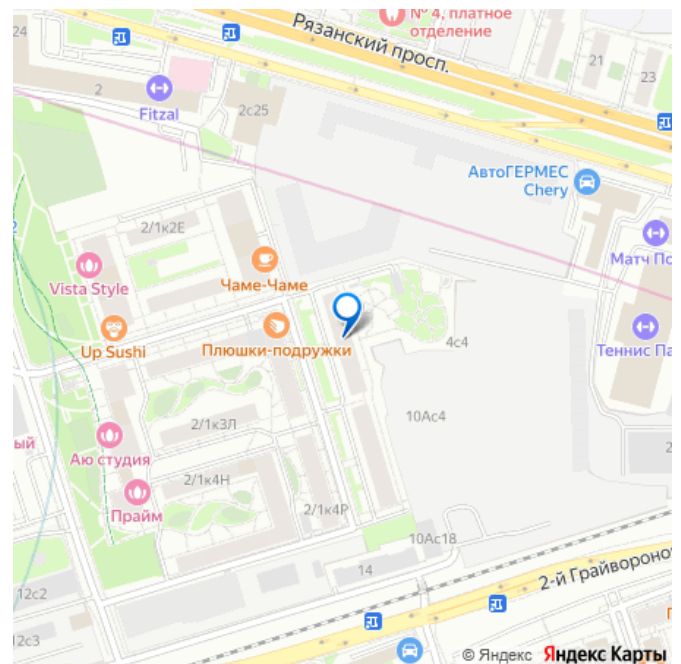 № 4, платное
отделение
Рязанский просп.
24
21
23
2
Fitzal
2с25
АвтоГЕРМЕС
Chery
2/1к2Е
Матч По
Vista Style
Чаме-Чаме
2
Up Sushi
Плюшки-подружки
4с4
Теннис Па
10Ас4
2/1к3Л
ый
Аю студия
2
2/1к4Н
Прайм
2/1к4Р
10Ас18
14
2-й Грайвороно
12с2
12с3
П
© Яндекс Яндекс Карты